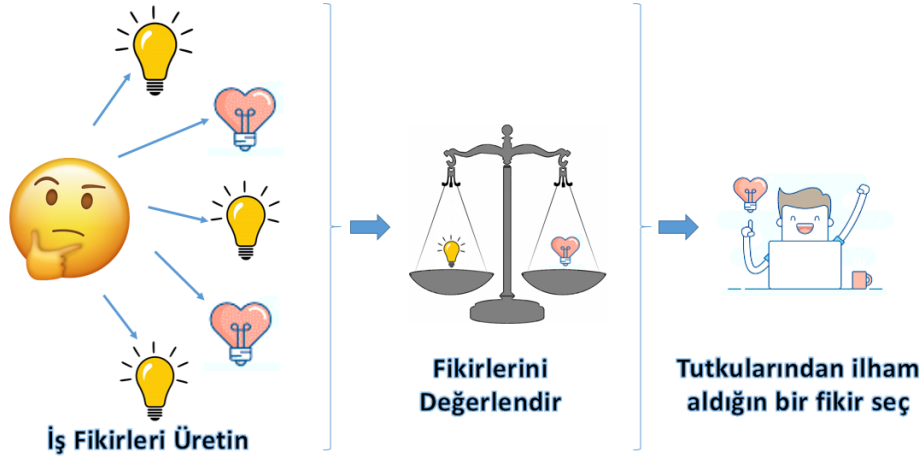 İş Fikirleri Üretin
Fikirlerini
Değerlendir
Tutkularından ilham
aldığın bir fikir seç